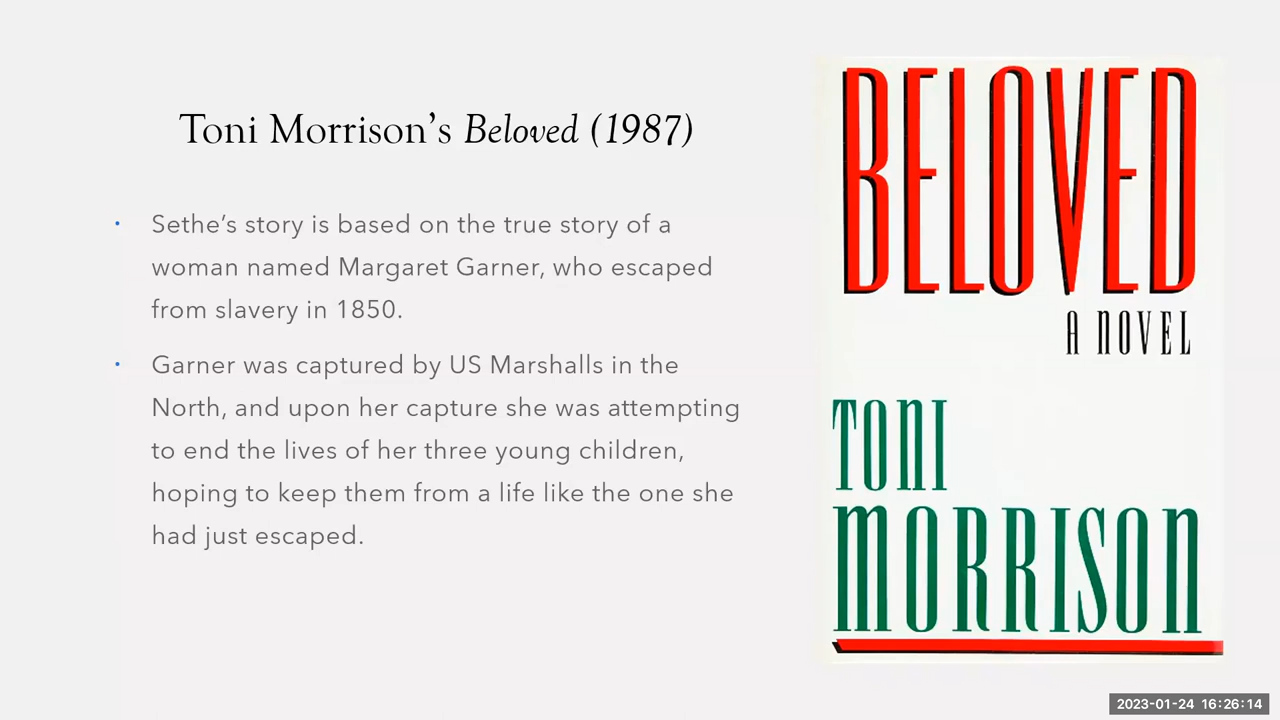 Toni Morrison’s Beloved (1987)
• Sethe’s story is based on the true story of a
woman named Margaret Garner, who escaped
from slavery in 1850.
• Garner was captured by US Marshalls in the
North, and upon her capture she was attempting
to end the lives of her three young children,
hoping to keep them from a life like the one she
had just escaped.
BELOVED
A NOVEL
TONI
MORRISON
2023-01-24 16:26:14